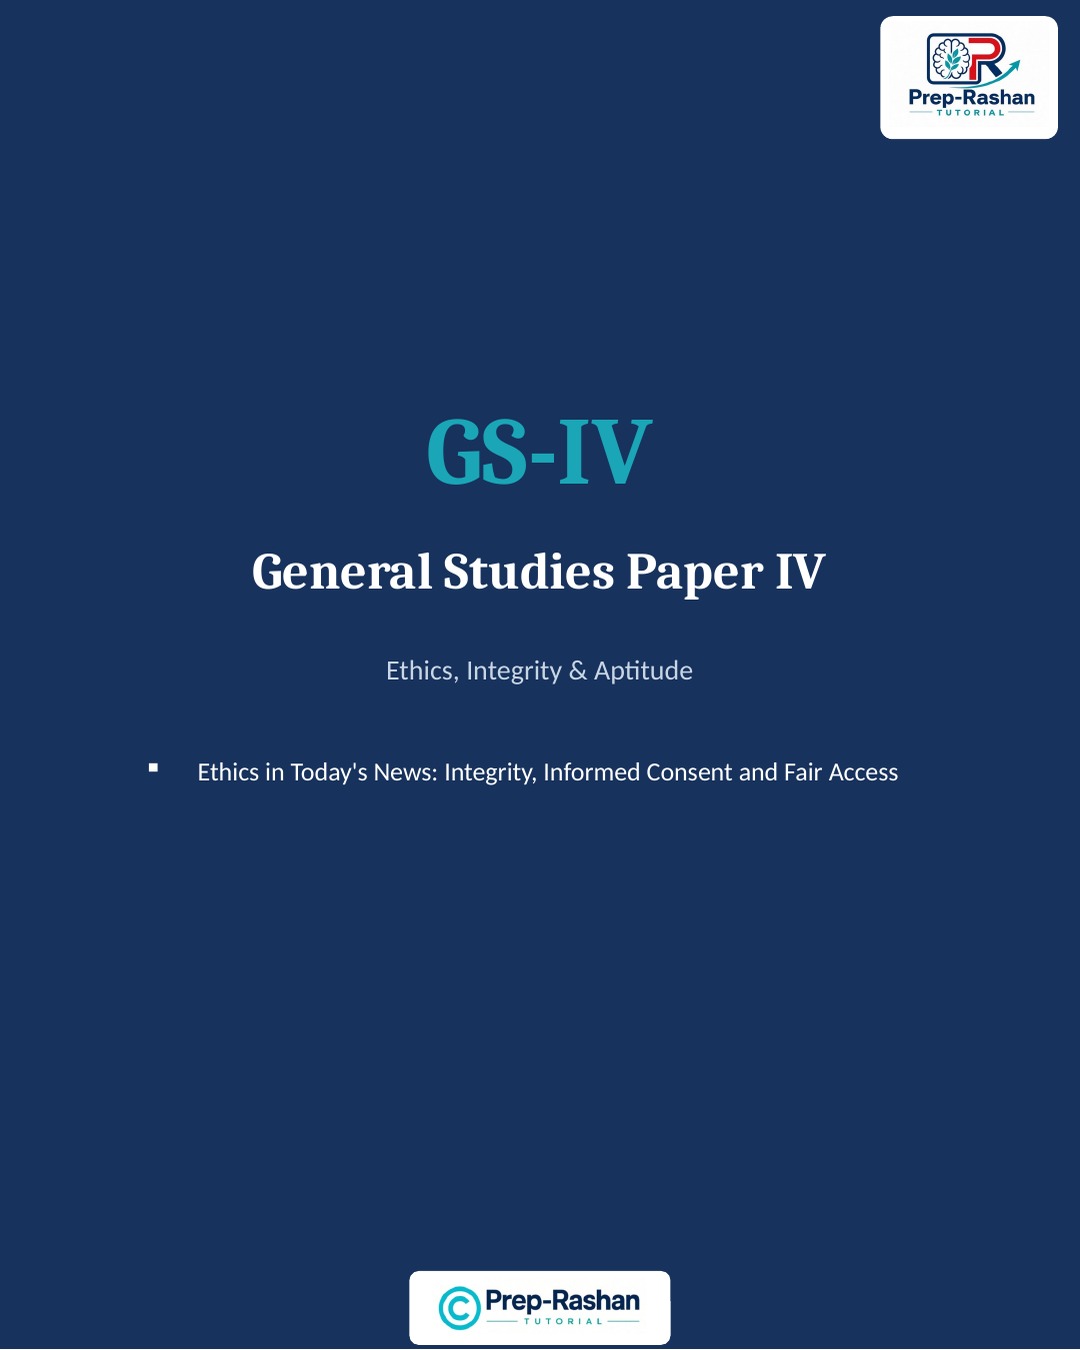 Prep-Rashan
TUTORIAL
GS-IV
General Studies Paper IV
Ethics, Integrity & Aptitude
▪ Ethics in Today's News: Integrity, Informed Consent and Fair Access
© Prep-Rashan
TUTORIAL